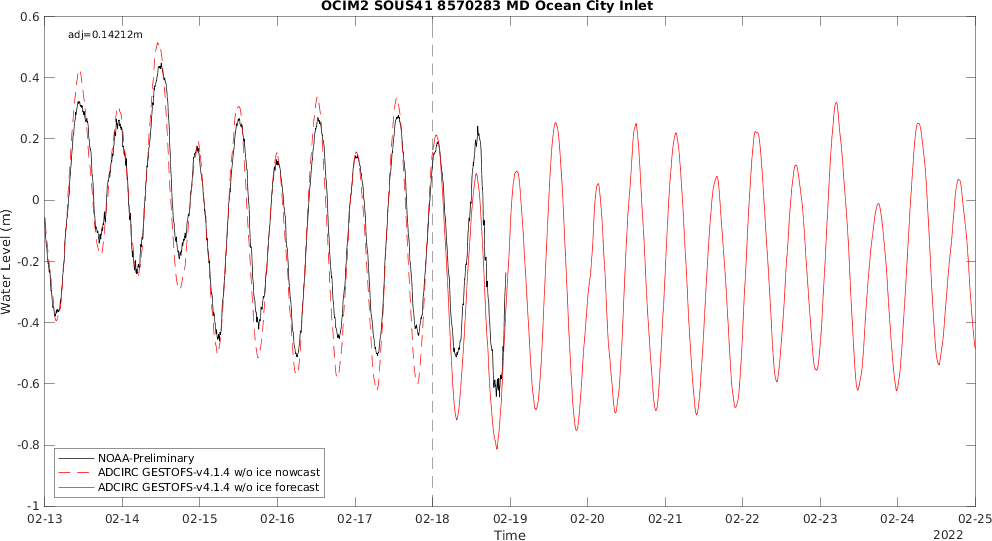 OCIM2 SOUS41 8570283 MD Ocean City Inlet
adj=0.14212m
0.6
0.4
0.2
0
-0.2
-0.4
-0.6
-0.8
-1
Water Level (m)
NOAA-Preliminary
ADCIRC GESTOFS-v4.1.4 w/o ice nowcast
ADCIRC GESTOFS-v4.1.4 w/o ice forecast
02-13 02-14 02-15 02-16 02-17 02-18 02-19 02-20 02-21 02-22 02-23 02-24 02-25
Time
2022